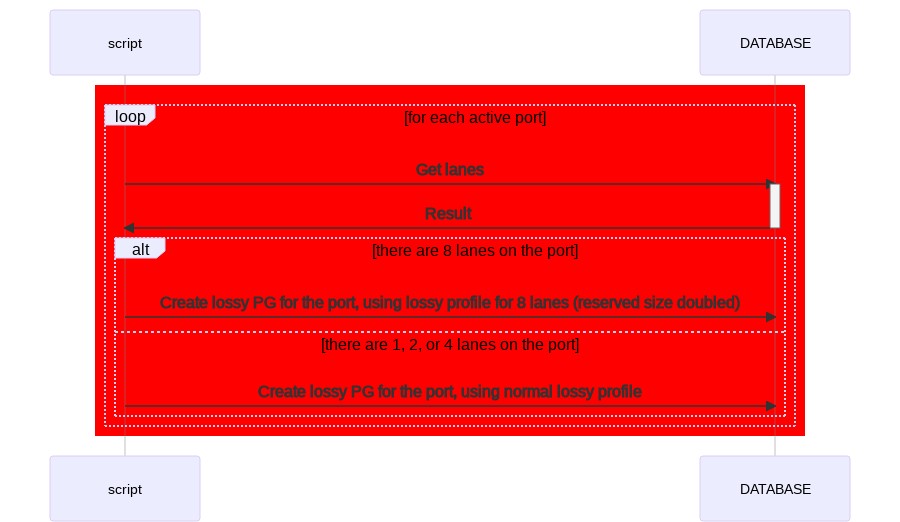 script
DATABASE
loop
[for each active port]
Get lanes
Result
alt
[there are 8 lanes on the port]
Create lossy PG for the port, using lossy profile for 8 lanes (reserved size doubled)
[there are 1, 2, or 4 lanes on the port]
Create lossy PG for the port, using normal lossy profile
script
DATABASE